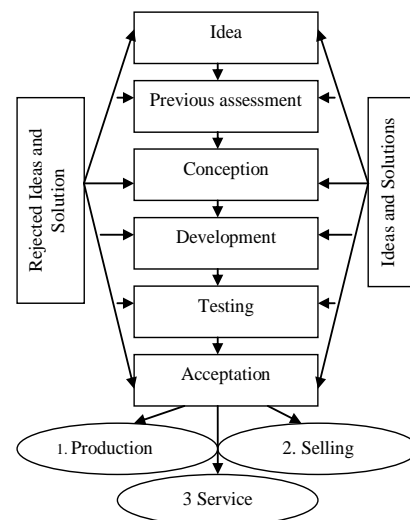 Idea
Previous assessment
Rejected Ideas and
Solution
Conception
Ideas and Solutions
Development
Testing
Acceptation
1. Production
2. Selling
3 Service